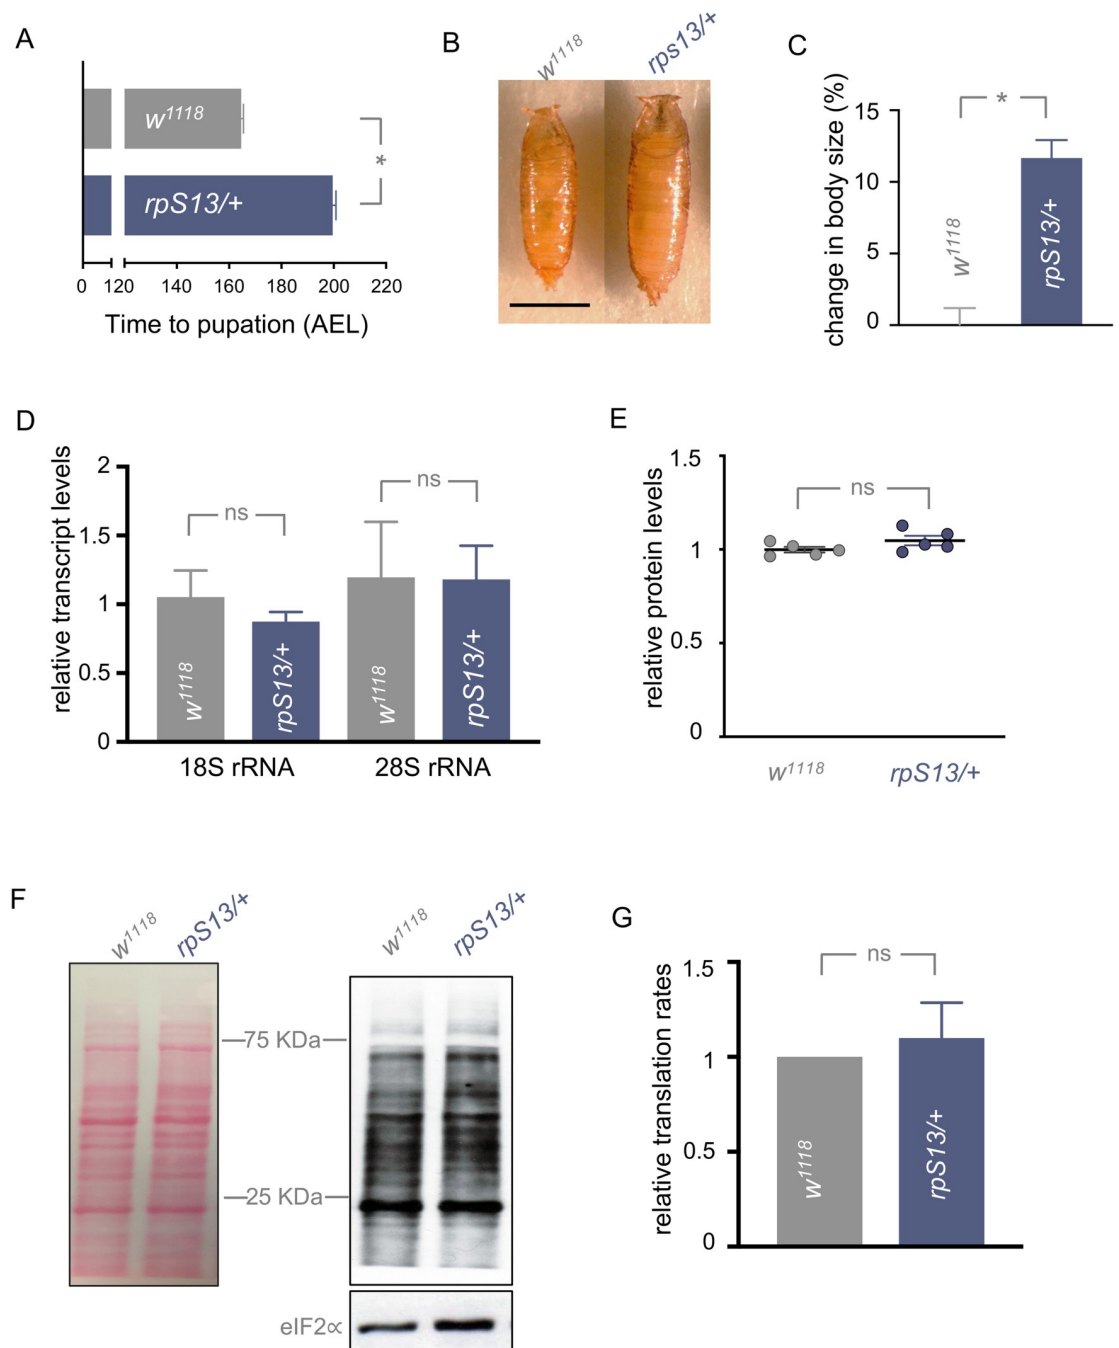 A
w1118
rpS13/+
*
0 120 140 160 180 200 220
Time to pupation (AEL)
B
w1118
rps13/+
C
change in body size (%)
15
10
5
0
*
w1118
rpS13/+
D
relative transcript levels
2
1.5
1
0.5
0
ns
ns
w1118
rpS13/+
w1118
rpS13/+
18S rRNA
28S rRNA
E
relative protein levels
1.5
1
0.5
0
ns
w1118
rpS13/+
F
w1118
rpS13/+
w1118
rpS13/+
75 KDa
25 KDa
eIF2∝
G
relative translation rates
1.5
1
0.5
0
ns
w1118
rpS13/+